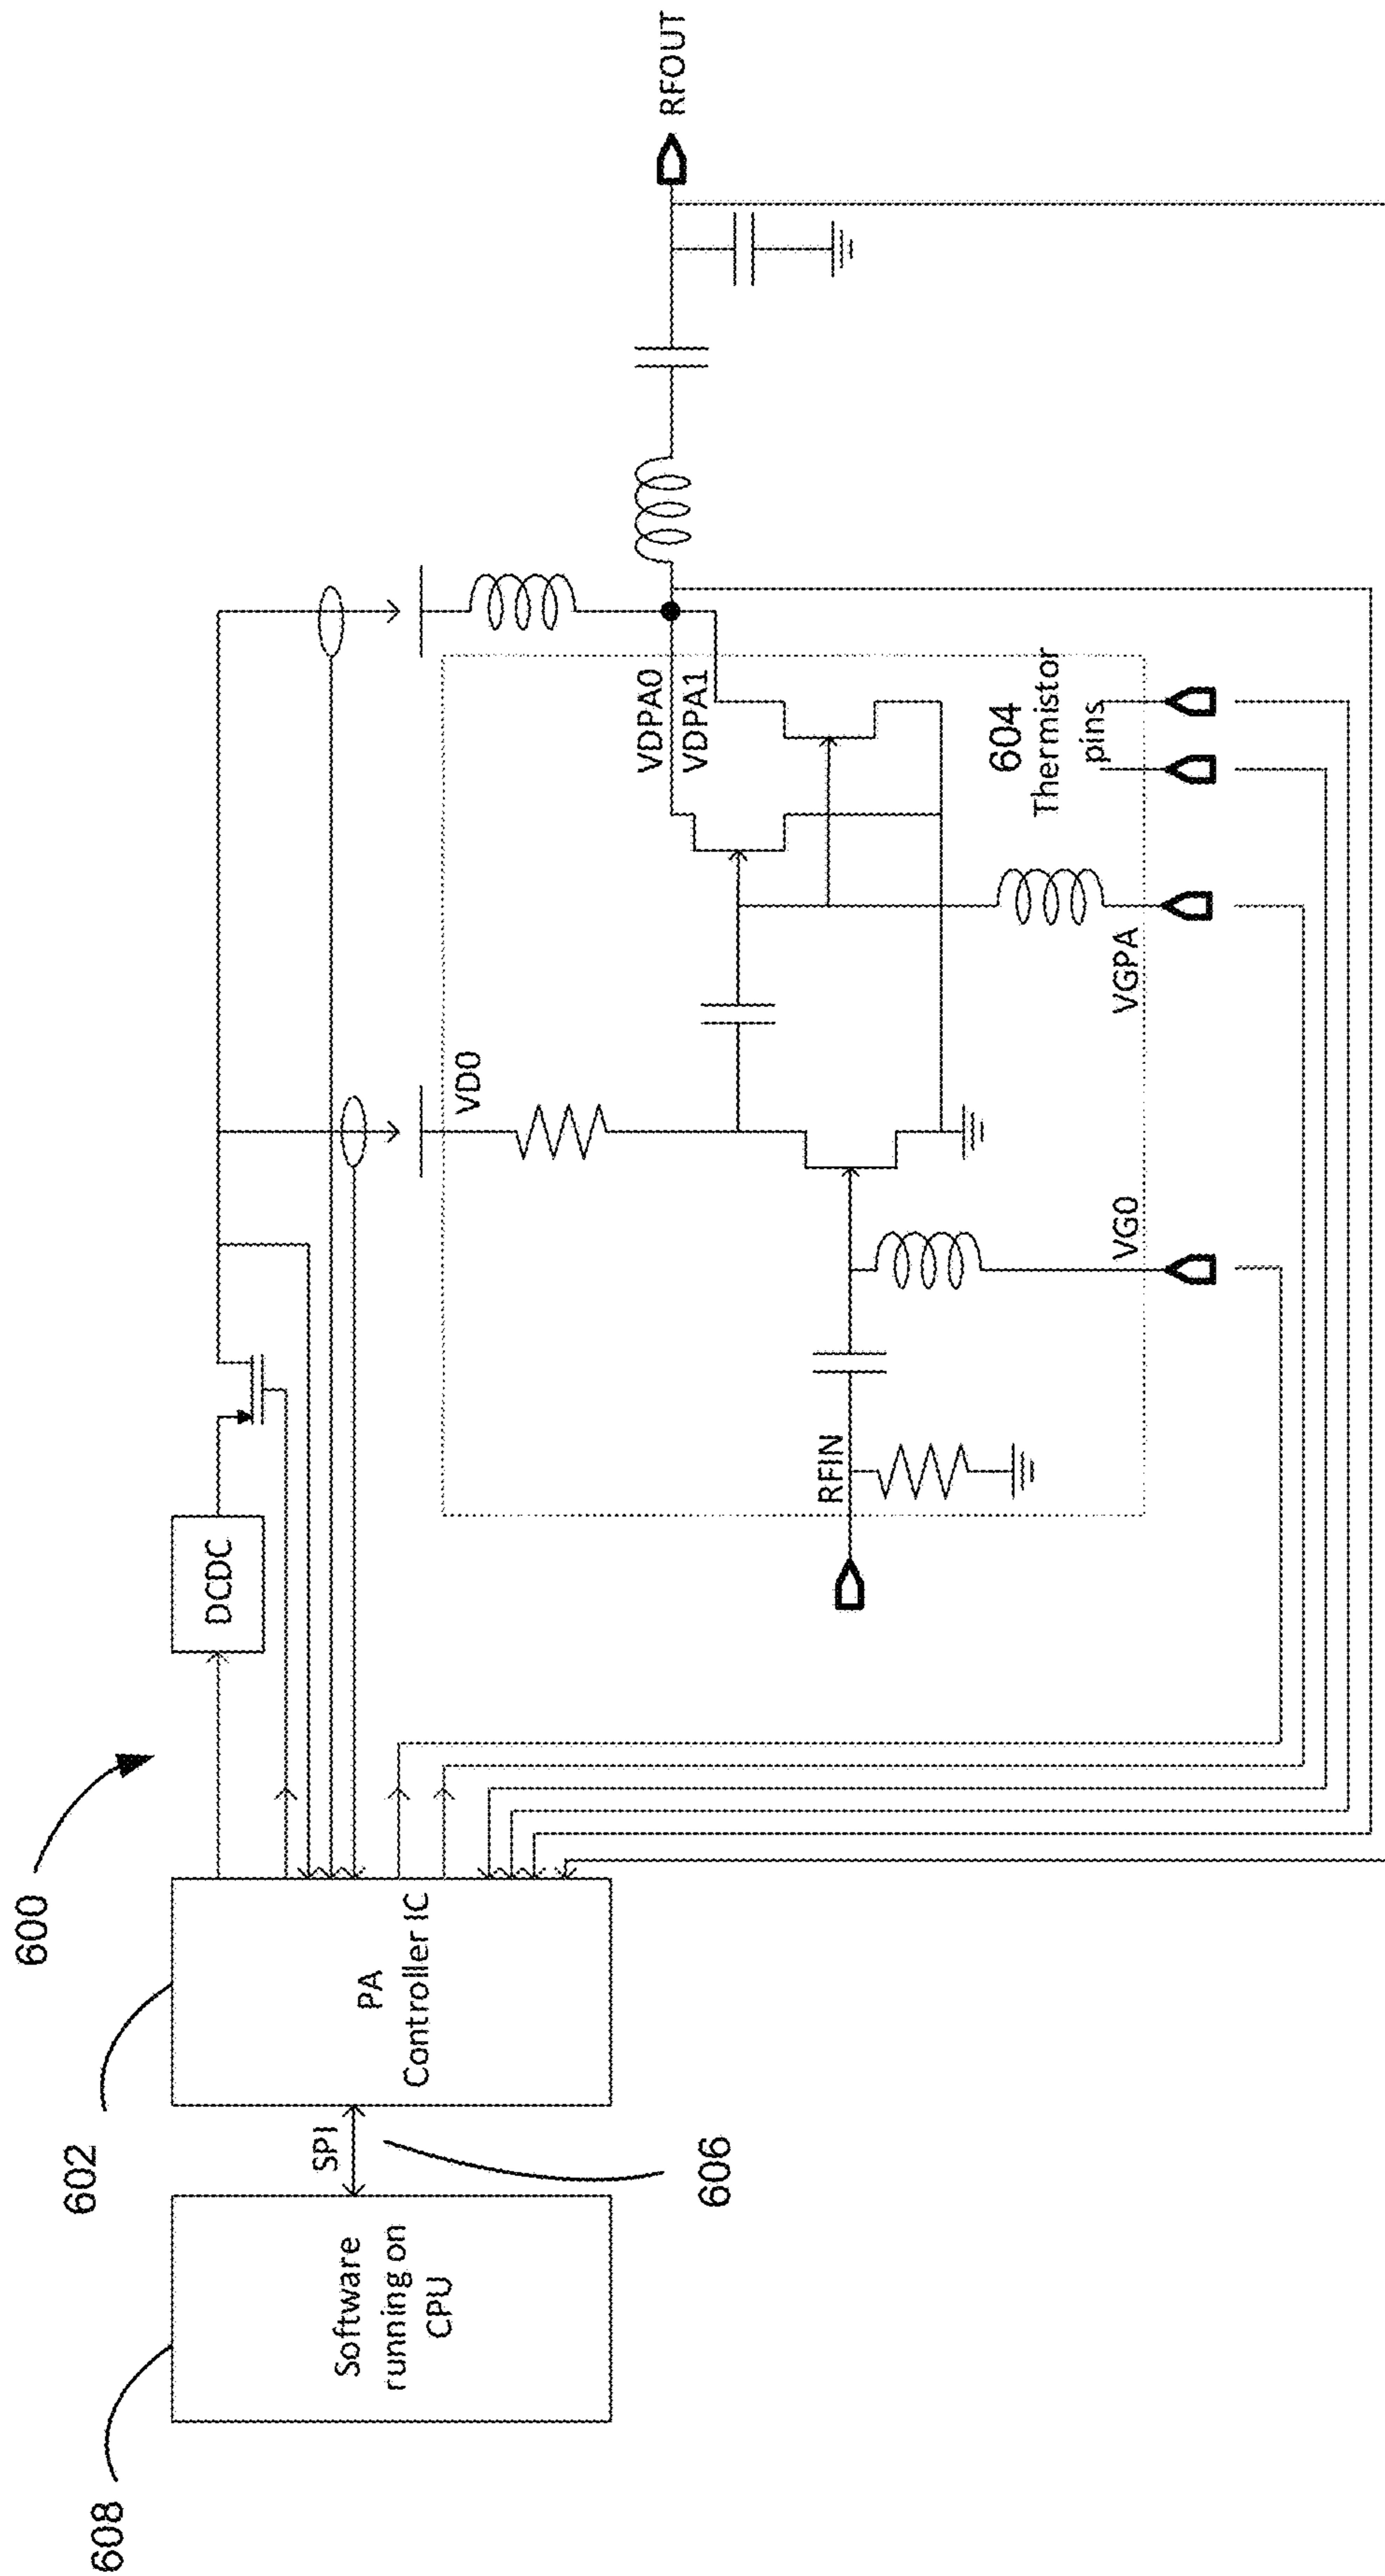 600
602
608
606
Software
running on
CPU
SPI
PA
Controller IC
DCDC
RFIN
VD0
VG0
VGPA
VDPA0
VDPA1
604
Thermistor
pins
RFOUT